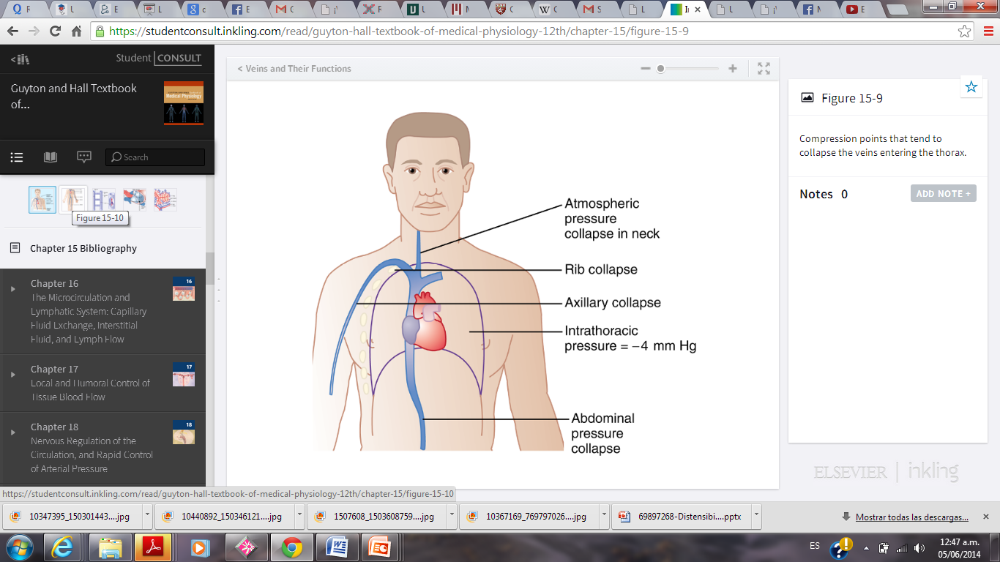 Q
U
E
L
c
E
C
R
U
N
C
C
S
L
I
L
N
E
https://studentconsult.inkling.com/read/guyton-hall-textbook-of-medical-physiology-12th/chapter-15/figure-15-9
Student | CONSULT
Guyton and Hall Textbook
of...
Medical Physiology
Search
Figure 15-10
Chapter 15 Bibliography
Chapter 16
16
The Microcirculation and
Lymphatic System: Capillary
Fluid Exchange, Interstitial
Fluid, and Lymph Flow
Chapter 17
17
Local and Humoral Control of
Tissue Blood Flow
Chapter 18
18
Nervous Regulation of the
Circulation, and Rapid Control
of Arterial Pressure
< Veins and Their Functions
Atmospheric
pressure
collapse in neck
Rib collapse
Axillary collapse
Intrathoracic
pressure = −4 mm Hg
Abdominal
pressure
collapse
Figure 15-9
Compression points that tend to
collapse the veins entering the thorax.
Notes 0
ADD NOTE +
ELSEVIER | inkling
https://studentconsult.inkling.com/read/guyton-hall-textbook-of-medical-physiology-12th/chapter-15/figure-15-10
10347395_150301443....jpg
10440892_150346121....jpg
1507608_1503608759....jpg
10367169_769797026....jpg
69897268-Distensibi....pptx
Mostrar todas las descargas...
ES
12:47 a.m.
05/06/2014